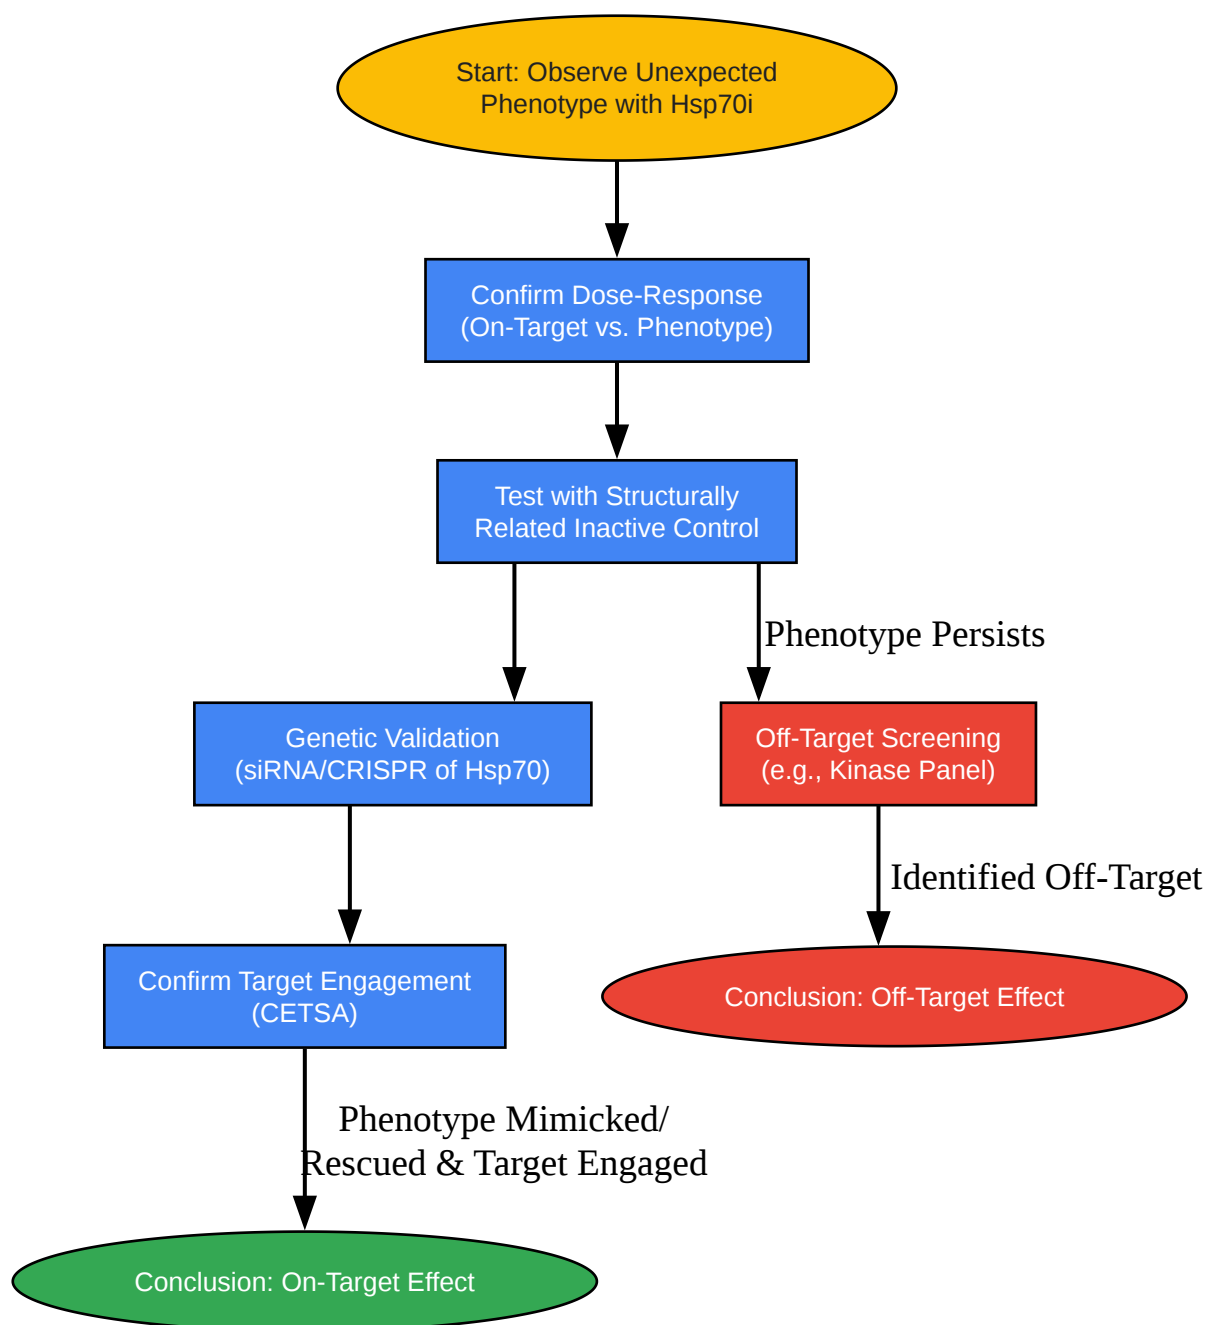 Start: Observe Unexpected
Phenotype with Hsp70i
Confirm Dose-Response
(On-Target vs. Phenotype)
Test with Structurally
Related Inactive Control
Phenotype Persists
Genetic Validation
(siRNA/CRISPR of Hsp70)
Off-Target Screening
(e.g., Kinase Panel)
Identified Off-Target
Confirm Target Engagement
(CETSA)
Conclusion: Off-Target Effect
Phenotype Mimicked/
Rescued & Target Engaged
Conclusion: On-Target Effect